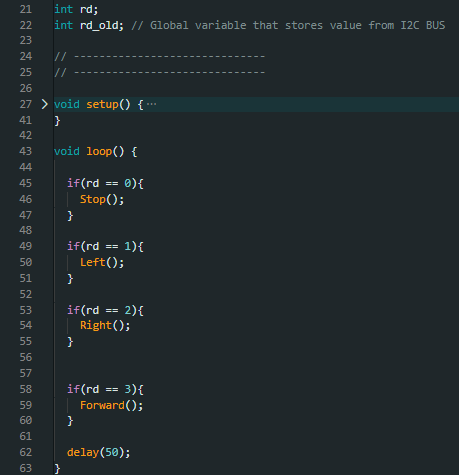 21 int rd;
22 int rd_old; // Global variable that stores value from I2C BUS
23
24 // ------------------------------
25 // ------------------------------
26
27 void setup() { ···
41 }
42
43 void loop() {
44
45 if(rd == 0){
46 Stop();
47 }
48
49 if(rd == 1){
50 Left();
51 }
52
53 if(rd == 2){
54 Right();
55 }
56
57
58 if(rd == 3){
59 Forward();
60 }
61
62 delay(50);
63 }